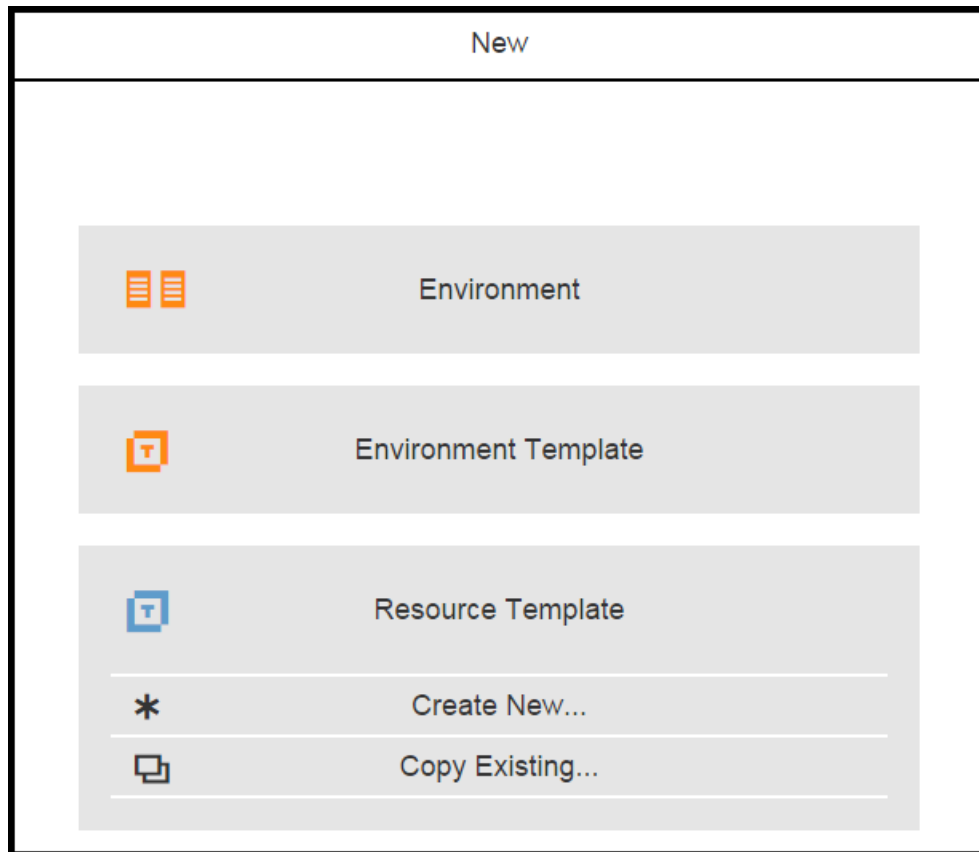 New
Environment
Environment Template
Resource Template
Create New...
Copy Existing...